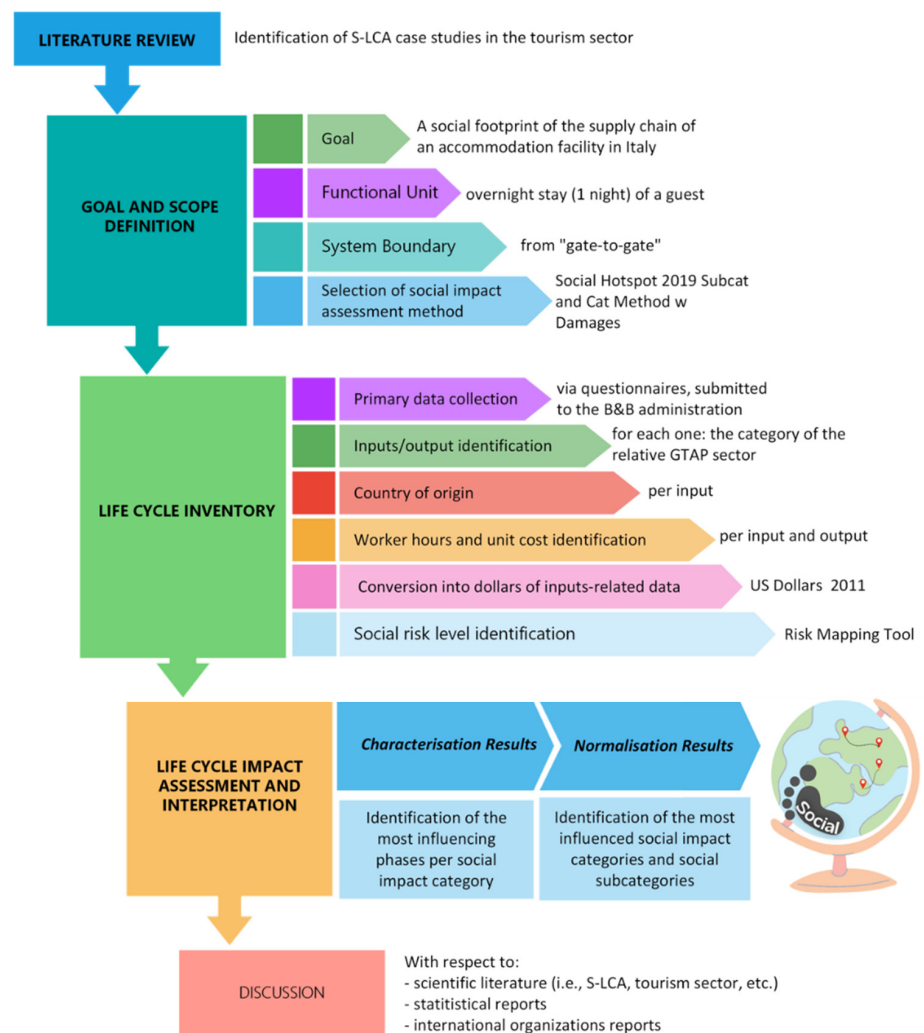 LITERATURE REVIEW
Identification of S-LCA case studies in the tourism sector
GOAL AND SCOPE
DEFINITION
Goal
A social footprint of the supply chain of
an accommodation facility in Italy
Functional Unit
overnight stay (1 night) of a guest
System Boundary
from "gate-to-gate"
Selection of social impact
assessment method
Social Hotspot 2019 Subcat
and Cat Method w
Damages
LIFE CYCLE INVENTORY
Primary data collection
via questionnaires, submitted
to the B&B administration
Inputs/output identification
for each one: the category of the
relative GTAP sector
Country of origin
per input
Worker hours and unit cost identification
per input and output
Conversion into dollars of inputs-related data
US Dollars 2011
Social risk level identification
Risk Mapping Tool
LIFE CYCLE IMPACT
ASSESSMENT AND
INTERPRETATION
Characterisation Results
Normalisation Results
Identification of the
most influencing
phases per social
impact category
Identification of the most
influenced social impact
categories and social
subcategories
Social
DISCUSSION
With respect to:
- scientific literature (i.e., S-LCA, tourism sector, etc.)
- statitistical reports
- international organizations reports